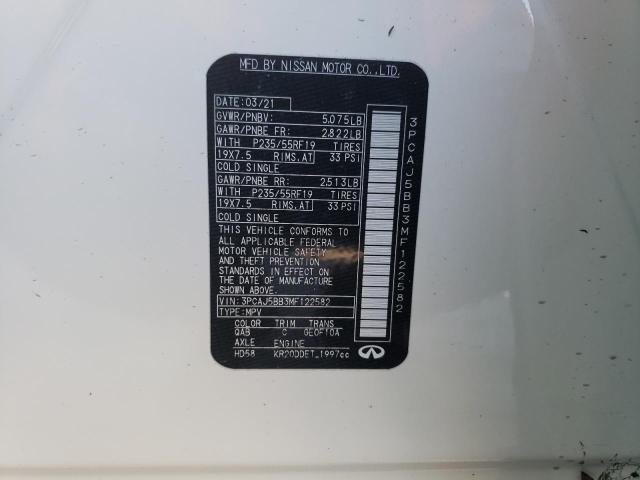 MFD BY NISSAN MOTOR CO.,LTD.
DATE: 03/21
GVWR/PNBV: 5,075LB
GAWR/PNBE FR: 2,822LB
WITH P235/55RF19 TIRES
19X7.5 RIMS.AT 33 PSI
COLD SINGLE
GAWR/PNBE RR: 2,513LB
WITH P235/55RF19 TIRES
19X7.5 RIMS.AT 33 PSI
COLD SINGLE
THIS VEHICLE CONFORMS TO
ALL APPLICABLE FEDERAL
MOTOR VEHICLE SAFETY
AND THEFT PREVENTION
STANDARDS IN EFFECT ON THE
DATE OF MANUFACTURE
SHOWN ABOVE.
VIN: 3PCAJ5BB3MF122582
TYPE: MPV
COLOR TRIM TRANS
QAB C GE0F10A
AXLE ENGINE
HD58 KR20DDET 1997cc
3PCAJ5BB3MF122582